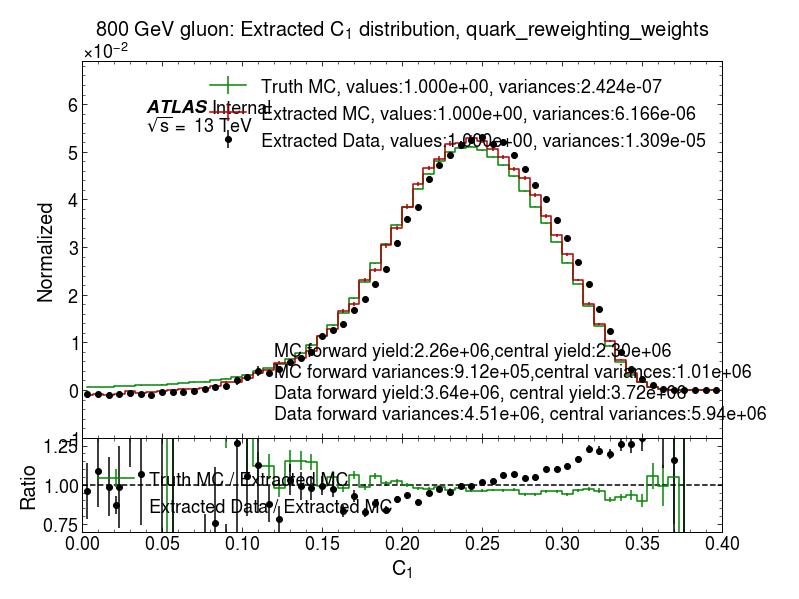 800 GeV gluon: Extracted C₁ distribution, quark_reweighting_weights
×10⁻²
Truth MC, values:1.000e+00, variances:2.424e-07
ATLAS Internal
Extracted MC, values:1.000e+00, variances:6.166e-06
√s = 13 TeV
Extracted Data, values:1.000e+00, variances:1.309e-05
6
5
4
3
2
1
0
−1
Normalized
MC forward yield:2.26e+06,central yield:2.30e+06
MC forward variances:9.12e+05,central variances:1.01e+06
Data forward yield:3.64e+06, central yield:3.72e+06
Data forward variances:4.51e+06, central variances:5.94e+06
1.25
1.00
0.75
Ratio
Truth MC / Extracted MC
Extracted Data / Extracted MC
0.00 0.05 0.10 0.15 0.20 0.25 0.30 0.35 0.40
C₁